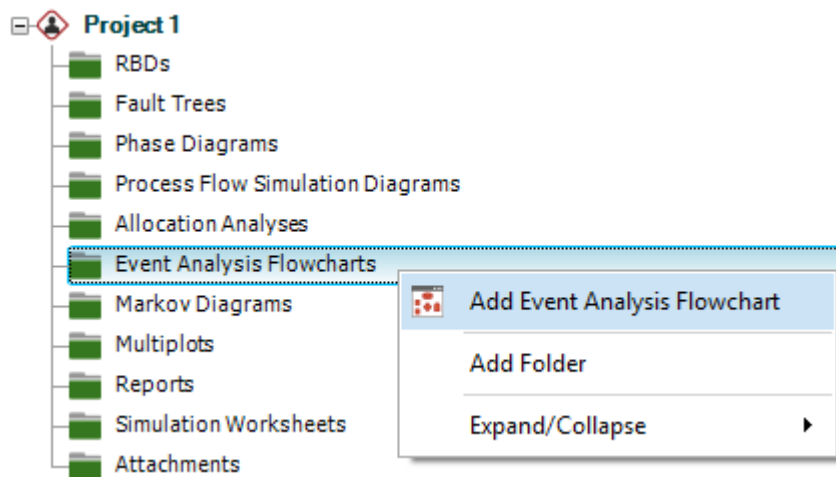 Project 1
RBDs
Fault Trees
Phase Diagrams
Process Flow Simulation Diagrams
Allocation Analyses
Event Analysis Flowcharts
Add Event Analysis Flowchart
Markov Diagrams
Multiplots
Add Folder
Reports
Simulation Worksheets
Expand/Collapse
Attachments